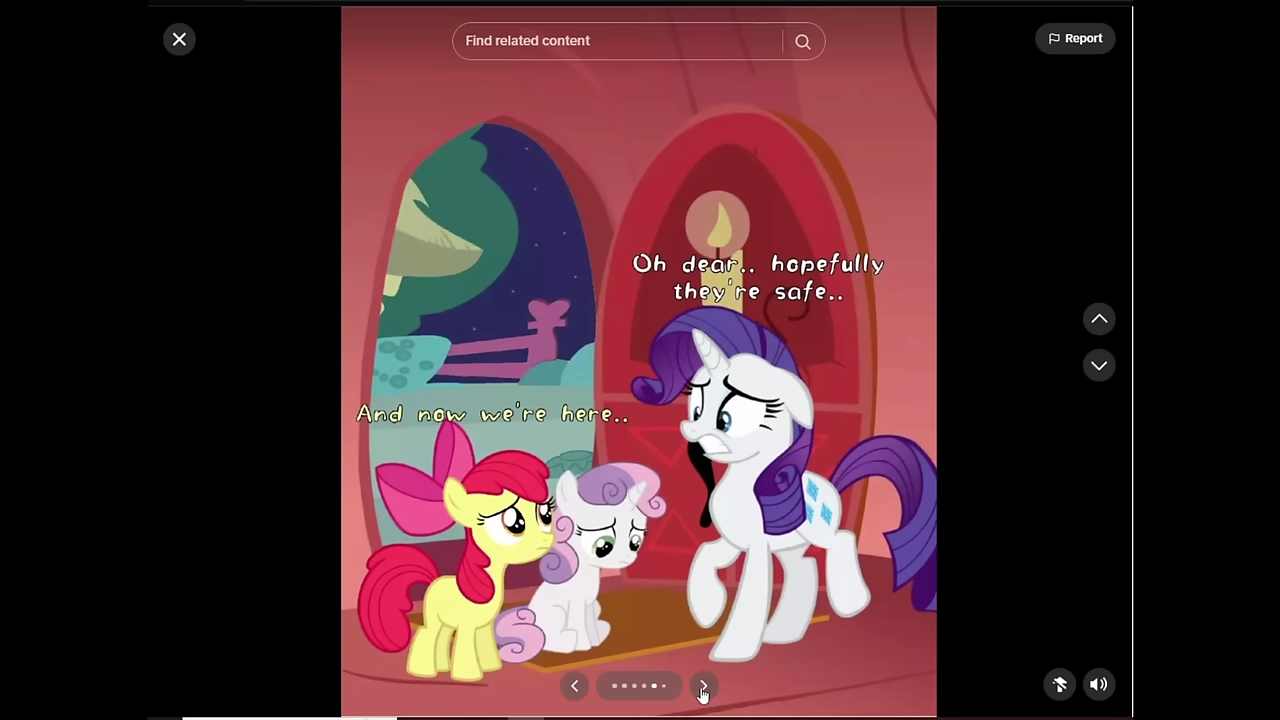 Find related content
Report
Oh dear.. hopefully
they're safe..
And now we're here..